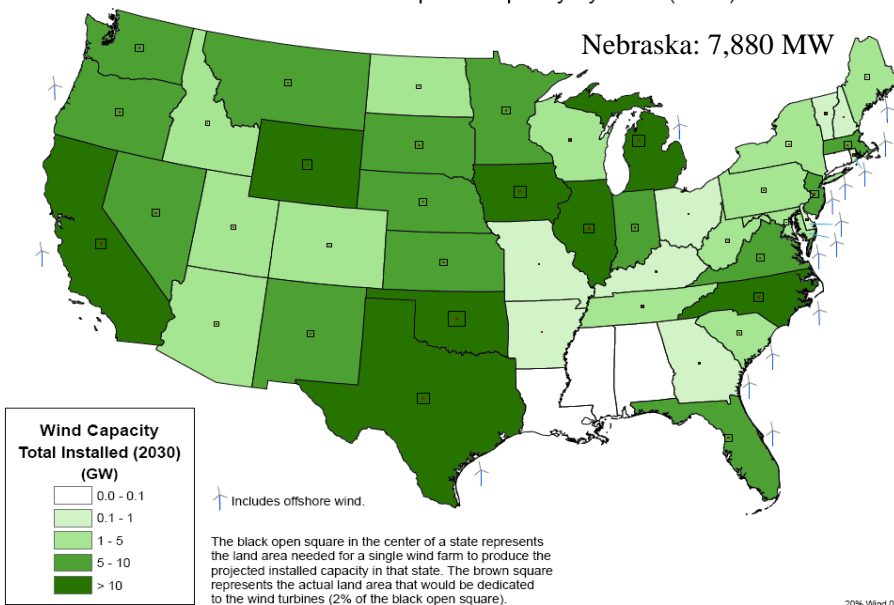 Nebraska: 7,880 MW
Wind Capacity
Total Installed (2030)
(GW)
0.0 - 0.1
0.1 - 1
1 - 5
5 - 10
> 10
Includes offshore wind.
The black open square in the center of a state represents
the land area needed for a single wind farm to produce the
projected installed capacity in that state. The brown square
represents the actual land area that would be dedicated
to the wind turbines (2% of the black open square).
20% Wind